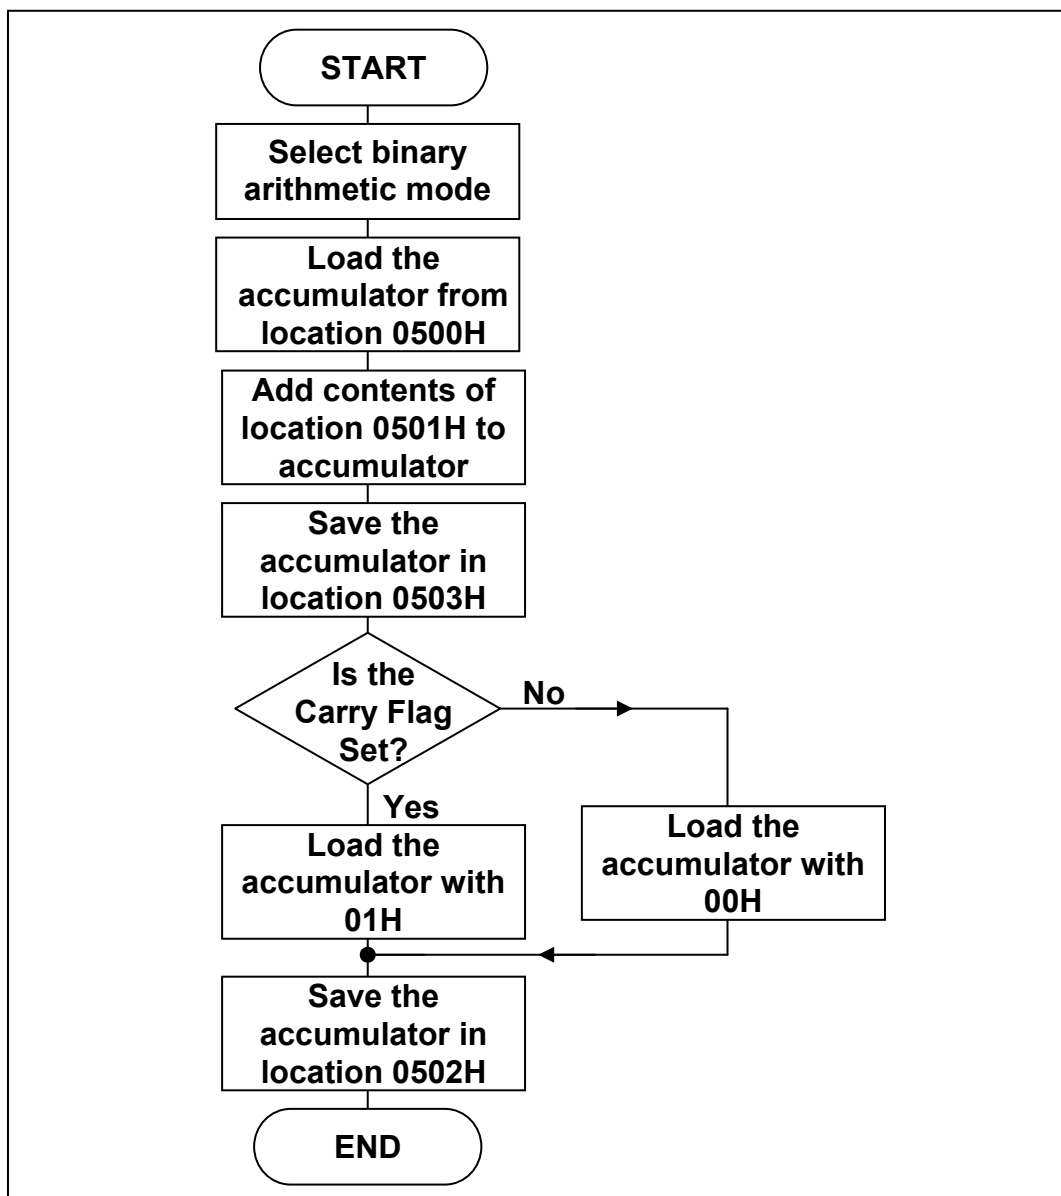 START
Select binary
arithmetic mode
Load the
accumulator from
location 0500H
Add contents of
location 0501H to
accumulator
Save the
accumulator in
location 0503H
Is the
Carry Flag
Set?
No
Yes
Load the
accumulator with
01H
Load the
accumulator with
00H
Save the
accumulator in
location 0502H
END